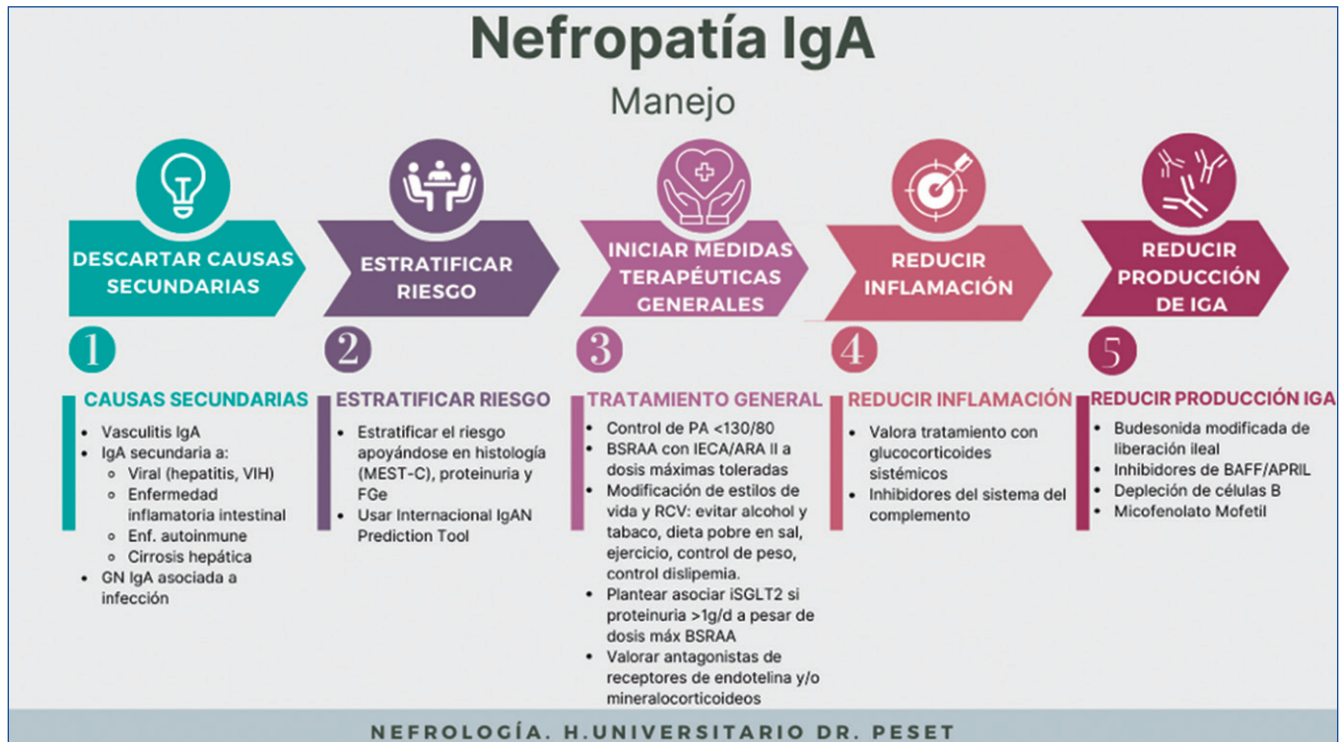 Nefropatía IgA
Manejo
DESCARTAR CAUSAS
SECUNDARIAS
ESTRATIFICAR
RIESGO
INICIAR MEDIDAS
TERAPÉUTICAS
GENERALES
REDUCIR
INFLAMACIÓN
REDUCIR
PRODUCCIÓN
DE IGA
1
2
3
4
5
CAUSAS SECUNDARIAS
• Vasculitis IgA
• IgA secundaria a:
◦ Viral (hepatitis, VIH)
◦ Enfermedad
inflamatoria intestinal
◦ Enf. autoinmune
◦ Cirrosis hepática
• GN IgA asociada a
infección
ESTRATIFICAR RIESGO
• Estratificar el riesgo
apoyándose en histología
(MEST-C), proteinuria y
FGe
• Usar Internacional IgAN
Prediction Tool
TRATAMIENTO GENERAL
• Control de PA <130/80
• BSRAA con IECA/ARA II a
dosis máximas toleradas
• Modificación de estilos de
vida y RCV: evitar alcohol y
tabaco, dieta pobre en sal,
ejercicio, control de peso,
control dislipemia.
• Plantear asociar iSGLT2 si
proteinuria >1g/d a pesar de
dosis máx BSRAA
• Valorar antagonistas de
receptores de endotelina y/o
mineralocorticoideos
REDUCIR INFLAMACIÓN
• Valora tratamiento con
glucocorticoides
sistémicos
• Inhibidores del sistema del
complemento
REDUCIR PRODUCCIÓN IGA
• Budesonida modificada de
liberación ileal
• Inhibidores de BAFF/APRIL
• Depleción de células B
• Micofenolato Mofetil
NEFROLOGÍA. H.UNIVERSITARIO DR. PESET